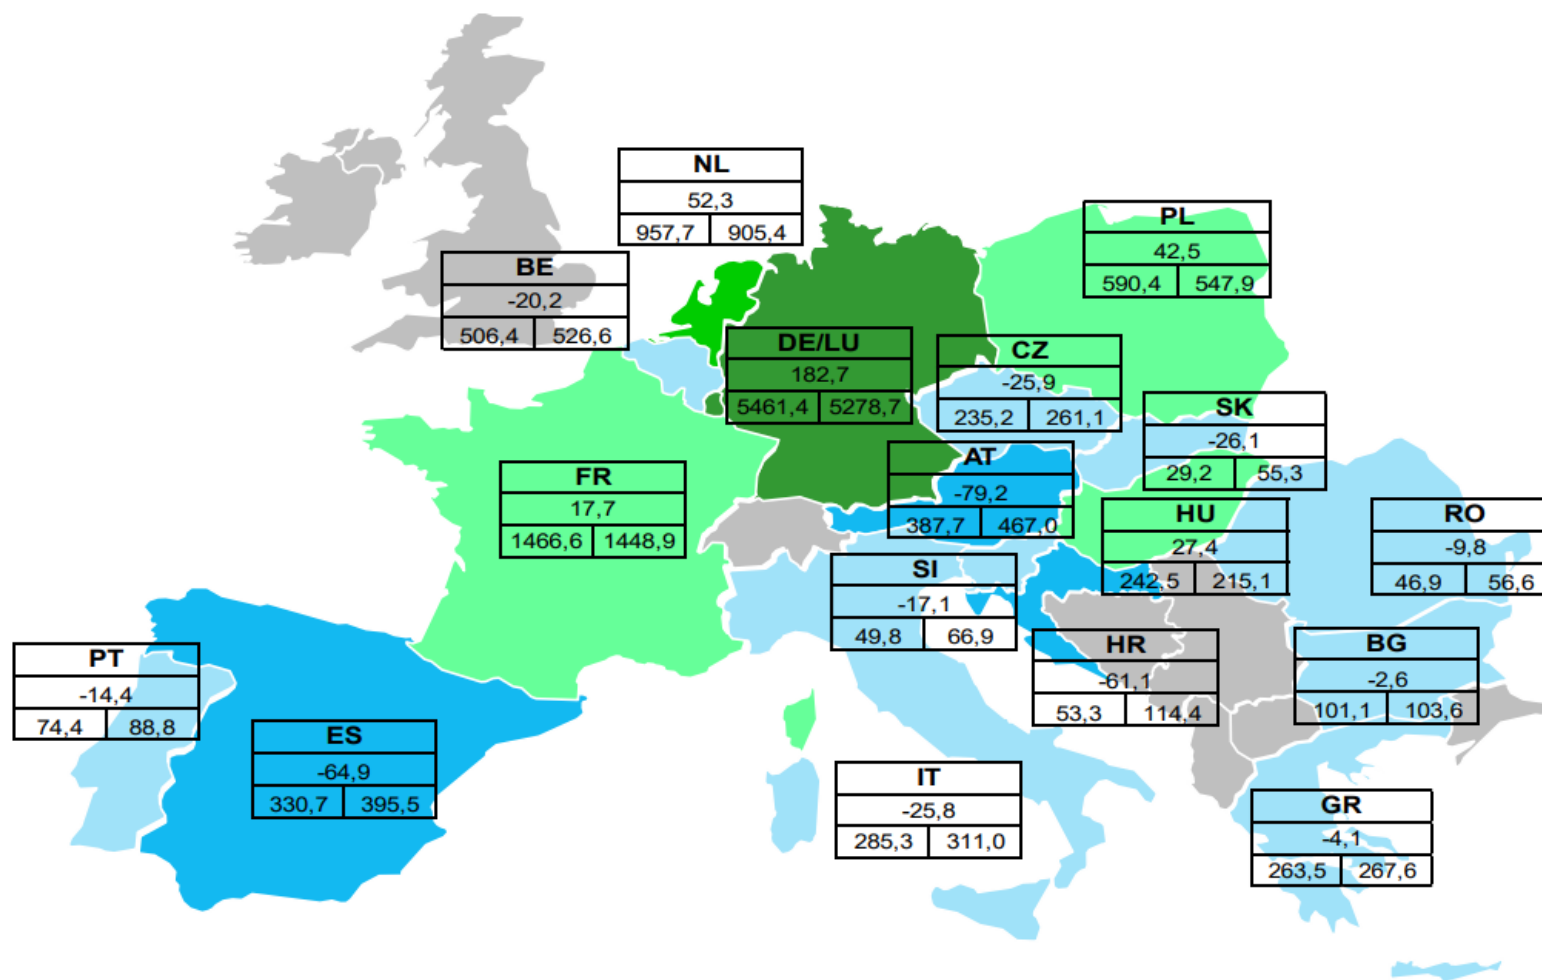 NL
52,3
957,7 905,4
PL
42,5
590,4 547,9
BE
-20,2
506,4 526,6
DE/LU
182,7
5461,4 5278,7
CZ
-25,9
235,2 261,1
SK
-26,1
29,2 55,3
AT
-79,2
387,7 467,0
FR
17,7
1466,6 1448,9
HU
27,4
242,5 215,1
RO
-9,8
46,9 56,6
SI
-17,1
49,8 66,9
HR
-61,1
53,3 114,4
BG
-2,6
101,1 103,6
PT
-14,4
74,4 88,8
ES
-64,9
330,7 395,5
IT
-25,8
285,3 311,0
GR
-4,1
263,5 267,6